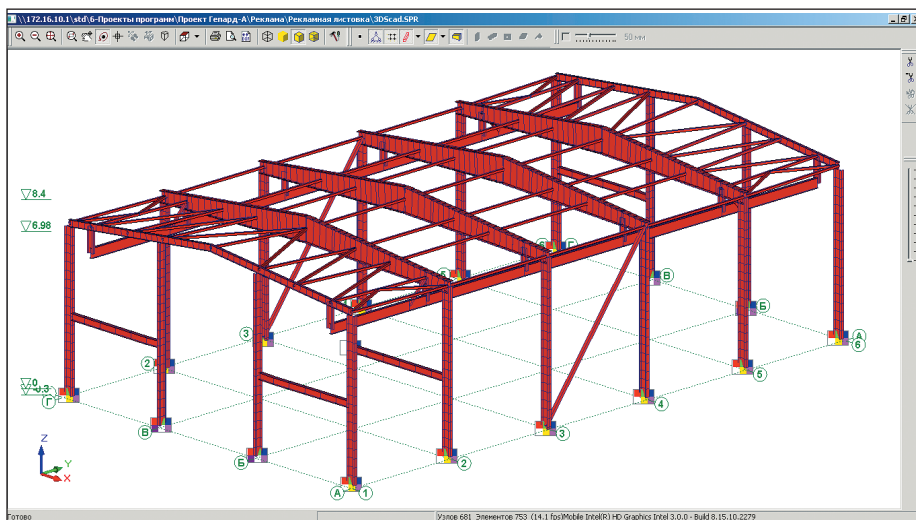 \\172.16.10.1\std\6-Проекты программ\Проект Гепард-А\Реклама\Рекламная листовка\3DScad.SPR
50 мм
8.4
6.98
0
-0.3
Г
В
Б
А
1
2
3
4
5
6
А
Б
В
Г
6
5
3
2
Z
Y
X
Готово
Узлов 681 Элементов 753 (14.1 fps)Mobile Intel(R) HD Graphics Intel 3.0.0 - Build 8.15.10.2279